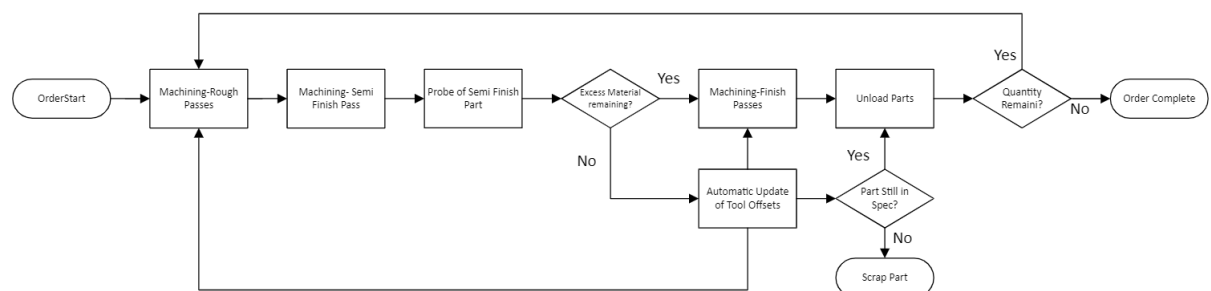 Yes
OrderStart
Machining-Rough
Passes
Machining- Semi
Finish Pass
Probe of Semi Finish
Part
Excess Material
remaining?
Yes
Machining-Finish
Passes
Unload Parts
Quantity
Remaini?
No
Order Complete
No
Yes
Automatic Update
of Tool Offsets
Part Still in
Spec?
No
Scrap Part